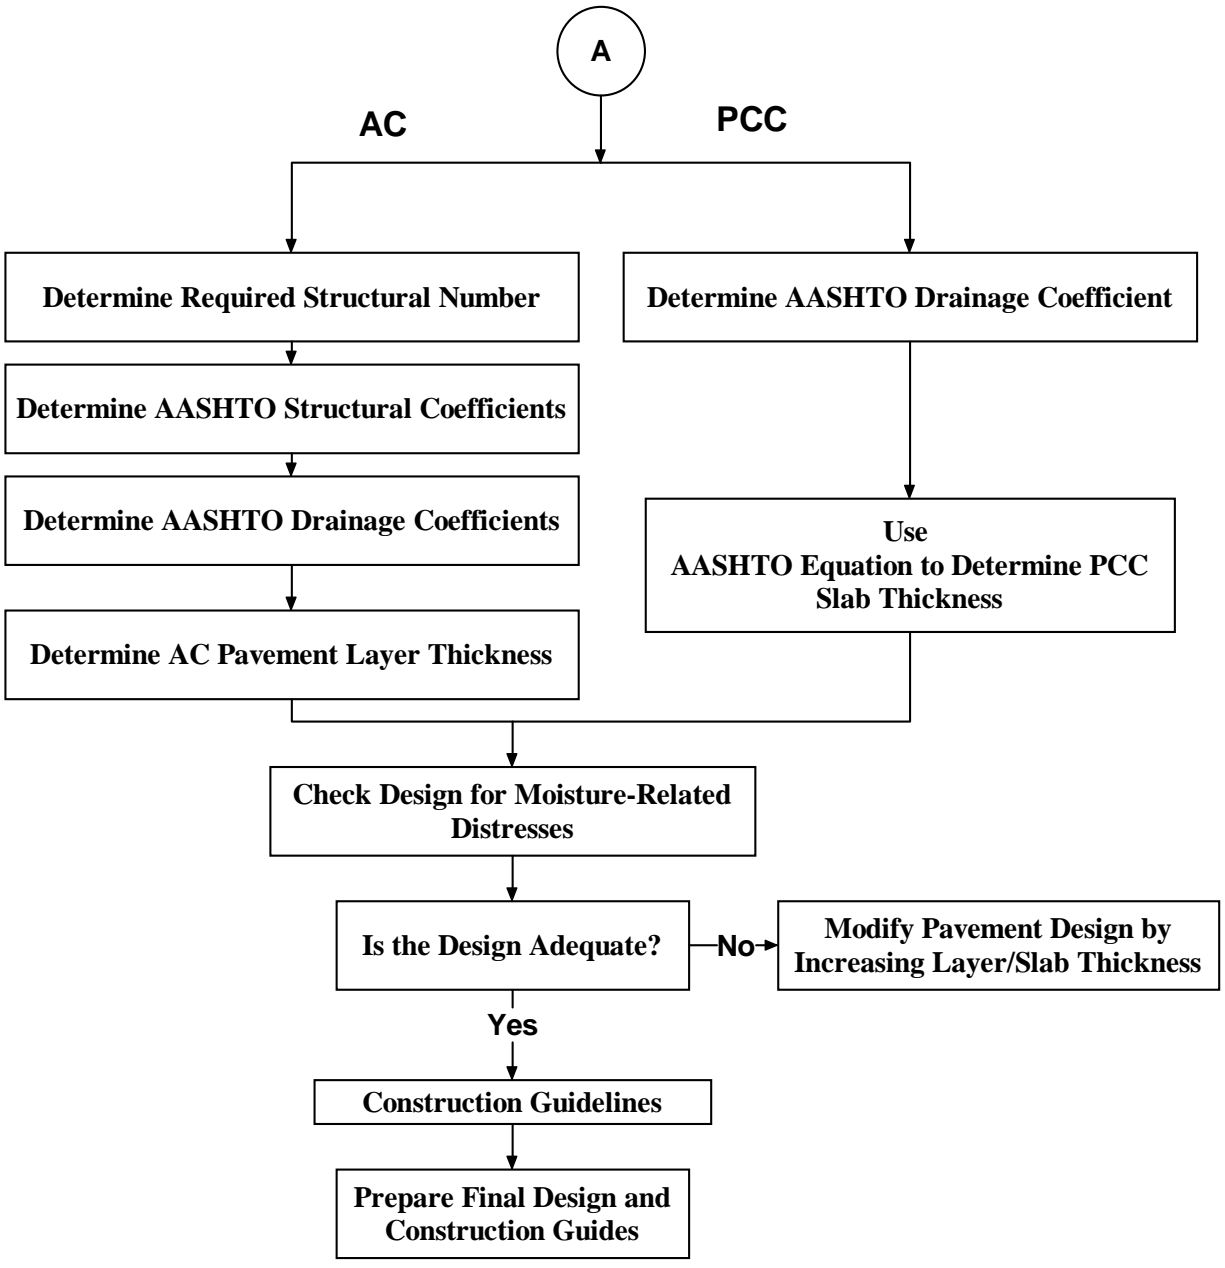 A
AC
PCC
Determine Required Structural Number
Determine AASHTO Drainage Coefficient
Determine AASHTO Structural Coefficients
Determine AASHTO Drainage Coefficients
Use
AASHTO Equation to Determine PCC
Slab Thickness
Determine AC Pavement Layer Thickness
Check Design for Moisture-Related
Distresses
Is the Design Adequate?
No
Modify Pavement Design by
Increasing Layer/Slab Thickness
Yes
Construction Guidelines
Prepare Final Design and
Construction Guides